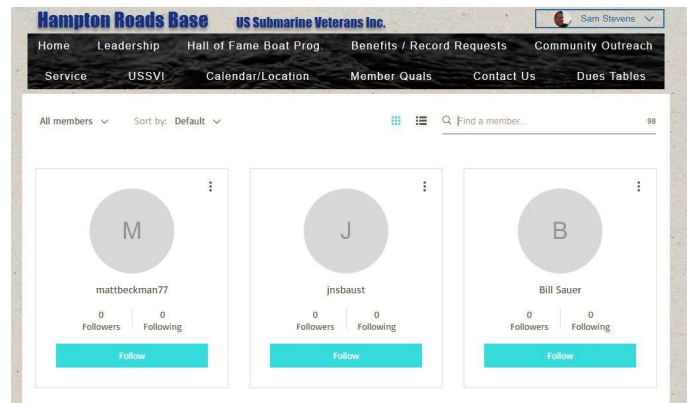 Hampton Roads Base US Submarine Veterans Inc. Sam Stevens
Home Leadership Hall of Fame Boat Prog. Benefits / Record Requests Community Outreach
Service USSVI Calendar/Location Member Quals Contact Us Dues Tables
All members Sort by: Default Find a member... 98
M J B
mattbeckman77 jnsbaust Bill Sauer
0 0 0 0 0 0
Followers Following Followers Following Followers Following
Follow Follow Follow